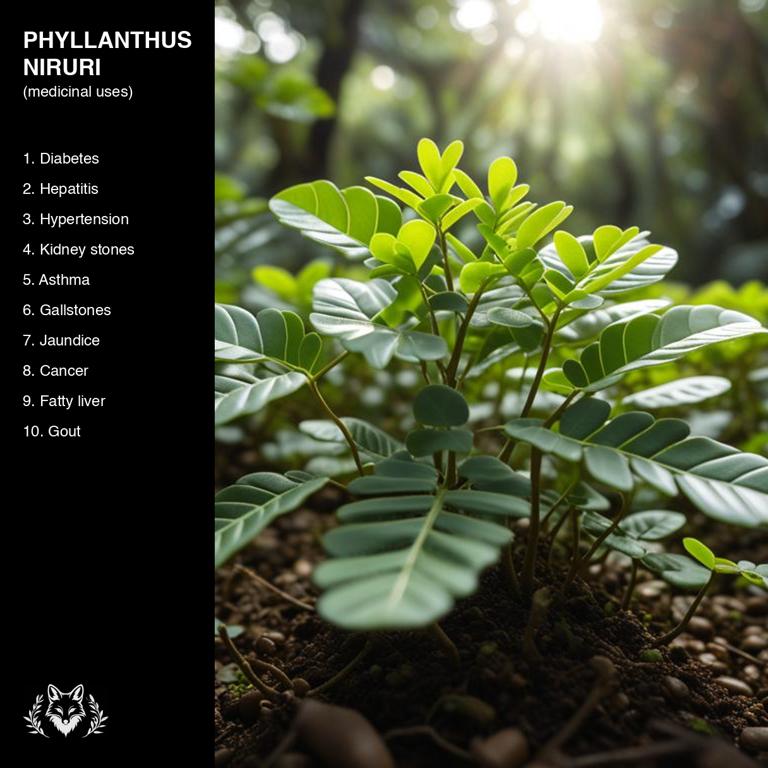 PHYLLANTHUS
NIRURI
(medicinal uses)
1. Diabetes
2. Hepatitis
3. Hypertension
4. Kidney stones
5. Asthma
6. Gallstones
7. Jaundice
8. Cancer
9. Fatty liver
10. Gout